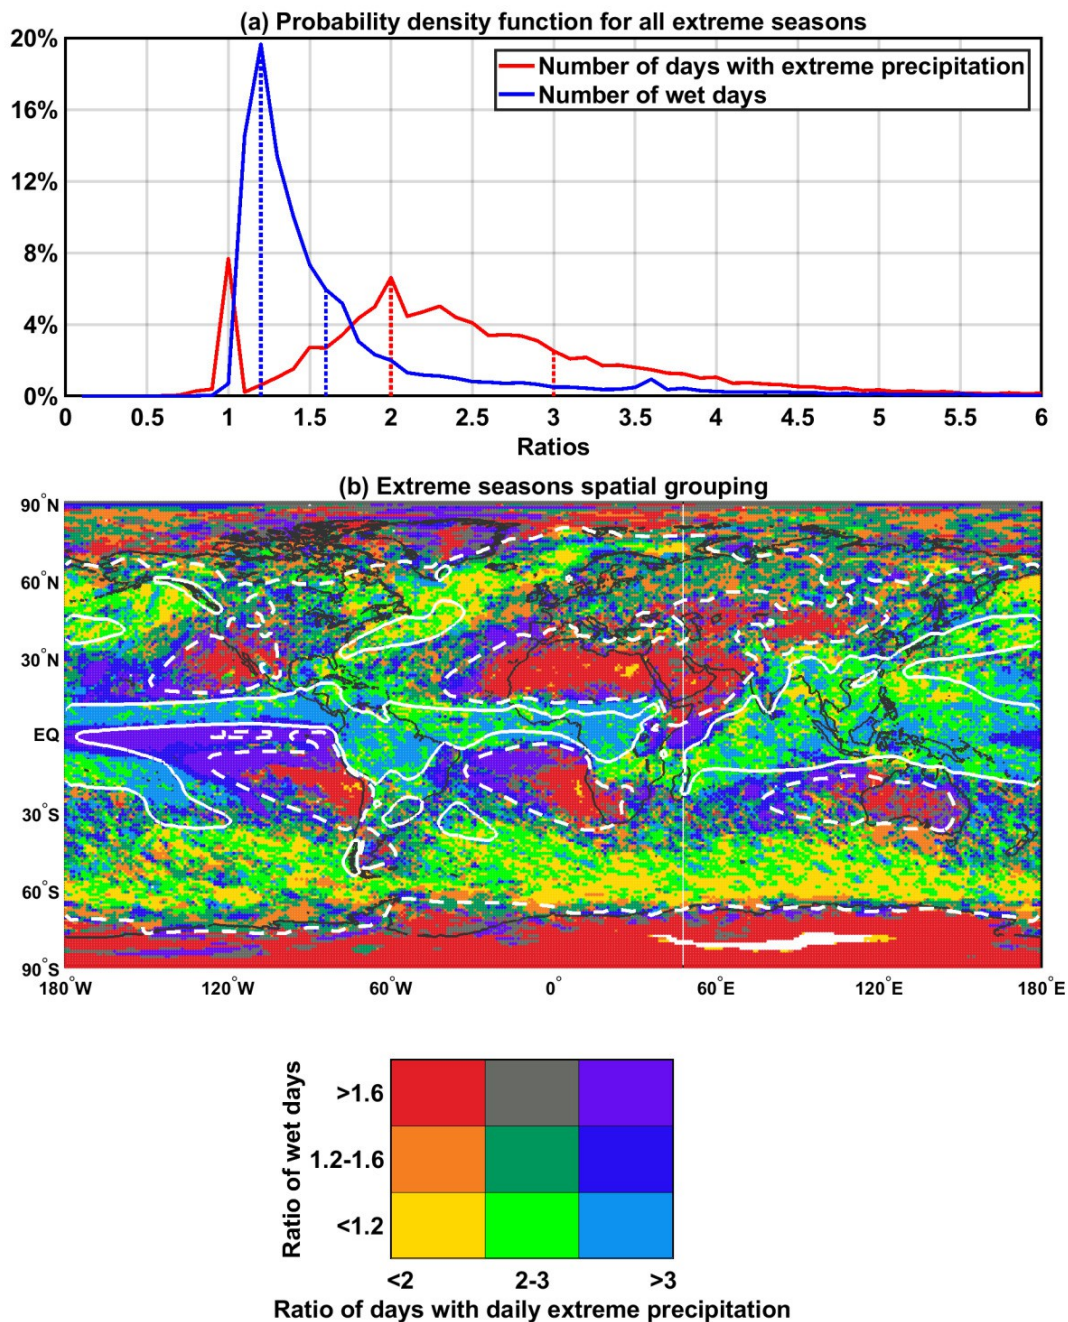 (a) Probability density function for all extreme seasons
20%
16%
12%
8%
4%
0%
Number of days with extreme precipitation
Number of wet days
0 0.5 1 1.5 2 2.5 3 3.5 4 4.5 5 5.5 6
Ratios
(b) Extreme seasons spatial grouping
90°N
60°N
30°N
EQ
30°S
60°S
90°S
180°W 120°W 60°W 0° 60°E 120°E 180°E
Ratio of wet days
>1.6
1.2-1.6
<1.2
<2 2-3 >3
Ratio of days with daily extreme precipitation